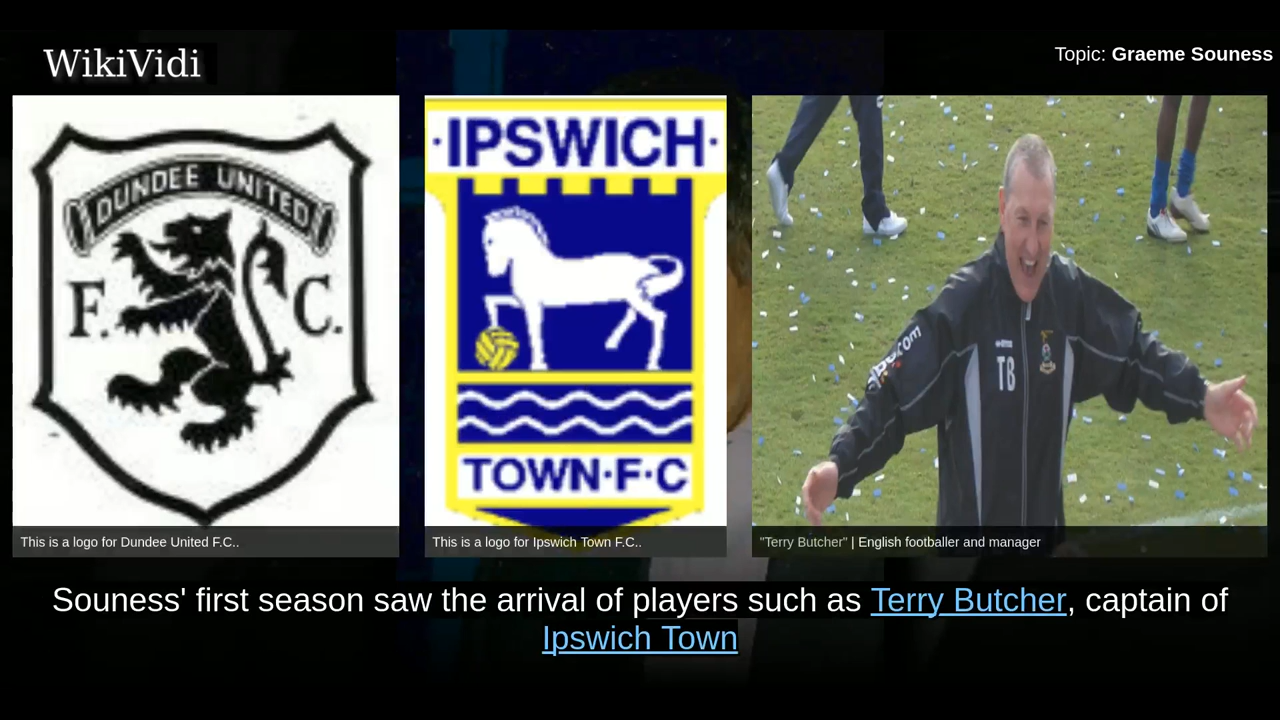 WikiVidi
Topic: Graeme Souness
DUNDEE UNITED
F. C.
·IPSWICH·
TOWN·F·C
TB
This is a logo for Dundee United F.C..
This is a logo for Ipswich Town F.C..
"Terry Butcher" | English footballer and manager
Souness' first season saw the arrival of players such as Terry Butcher, captain of
Ipswich Town